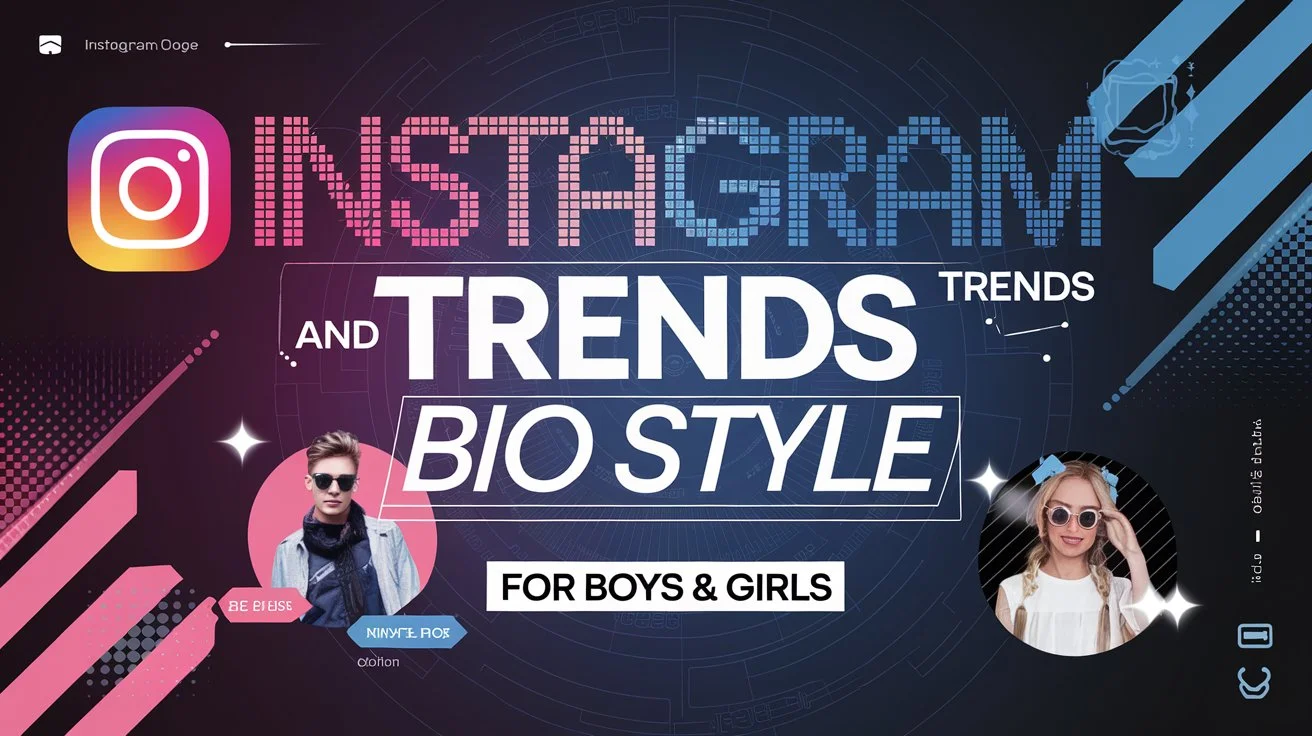 Instagram Ooge
INSTAGRAM
TRENDS
AND TRENDS
BIO STYLE
FOR BOYS & GIRLS